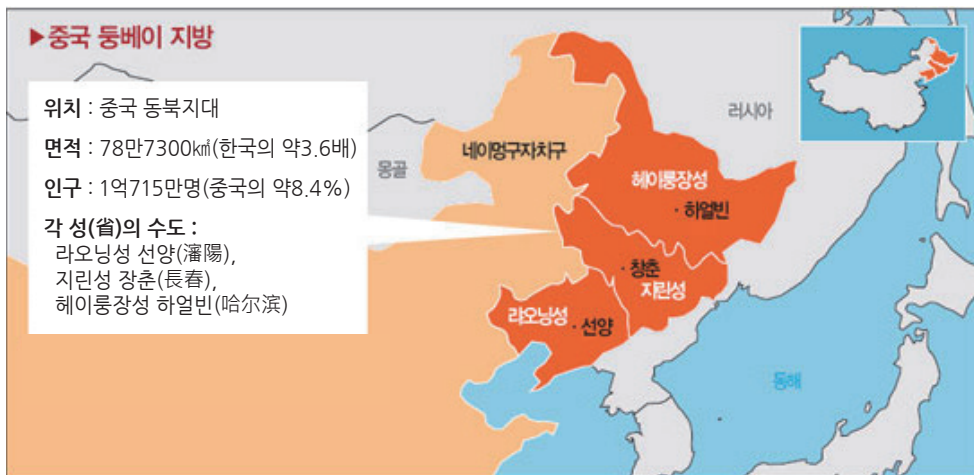 ▶중국 둥베이 지방
위치 : 중국 동북지대
면적 : 78만7300㎢(한국의 약3.6배)
인구 : 1억715만명(중국의 약8.4%)
각 성(省)의 수도 :
라오닝성 선양(瀋陽),
지린성 장춘(長春),
헤이룽장성 하얼빈(哈尔滨)
러시아
몽골
네이멍구자치구
헤이룽장성
· 하얼빈
· 창춘
지린성
랴오닝성
· 선양
동해